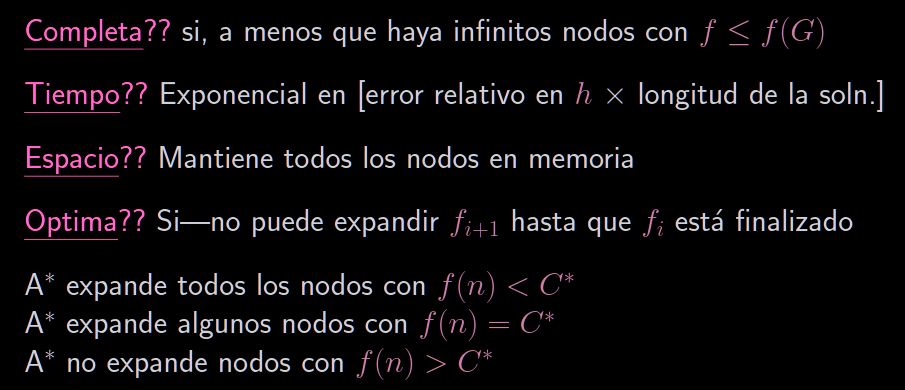 Completa?? si, a menos que haya infinitos nodos con f ≤ f(G)
Tiempo?? Exponencial en [error relativo en h × longitud de la soln.]
Espacio?? Mantiene todos los nodos en memoria
Optima?? Si—no puede expandir f_{i+1} hasta que f_i está finalizado
A* expande todos los nodos con f(n) < C*
A* expande algunos nodos con f(n) = C*
A* no expande nodos con f(n) > C*